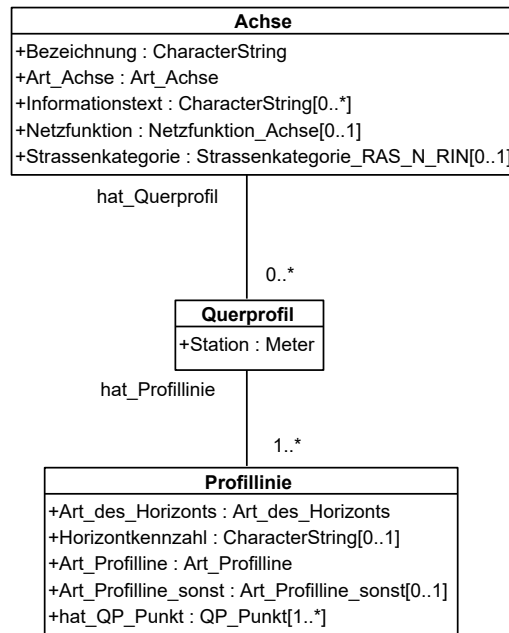 Achse
+Bezeichnung : CharacterString
+Art_Achse : Art_Achse
+Informationstext : CharacterString[0..*]
+Netzfunktion : Netzfunktion_Achse[0..1]
+Strassenkategorie : Strassenkategorie_RAS_N_RIN[0..1]
hat_Querprofil
0..*
Querprofil
+Station : Meter
hat_Profillinie
1..*
Profillinie
+Art_des_Horizonts : Art_des_Horizonts
+Horizontkennzahl : CharacterString[0..1]
+Art_Profilline : Art_Profilline
+Art_Profilline_sonst : Art_Profilline_sonst[0..1]
+hat_QP_Punkt : QP_Punkt[1..*]